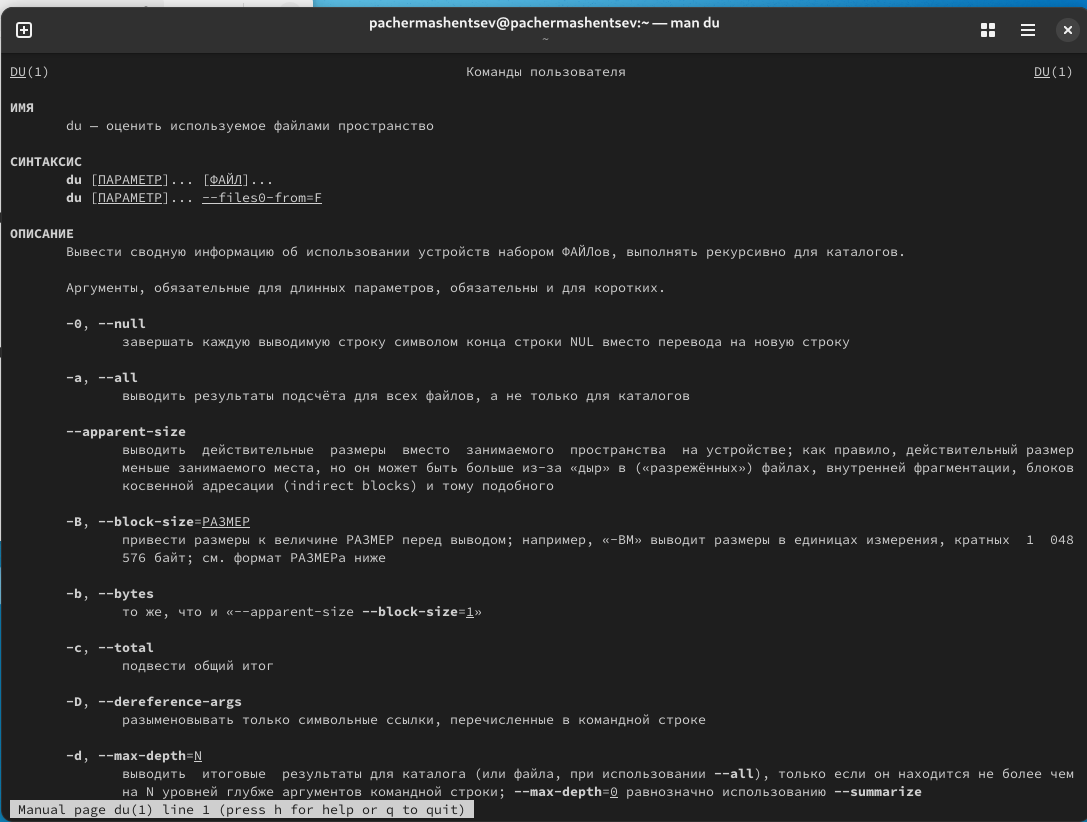 pachermashentsev@pachermashentsev:~ — man du
~
DU(1) Команды пользователя DU(1)
ИМЯ
du — оценить используемое файлами пространство
СИНТАКСИС
du [ПАРАМЕТР]... [ФАЙЛ]...
du [ПАРАМЕТР]... --files0-from=F
ОПИСАНИЕ
Вывести сводную информацию об использовании устройств набором ФАЙЛов, выполнять рекурсивно для каталогов.
Аргументы, обязательные для длинных параметров, обязательны и для коротких.
-0, --null
завершать каждую выводимую строку символом конца строки NUL вместо перевода на новую строку
-a, --all
выводить результаты подсчёта для всех файлов, а не только для каталогов
--apparent-size
выводить действительные размеры вместо занимаемого пространства на устройстве; как правило, действительный размер
меньше занимаемого места, но он может быть больше из-за «дыр» в («разрежённых») файлах, внутренней фрагментации, блоков
косвенной адресации (indirect blocks) и тому подобного
-B, --block-size=РАЗМЕР
привести размеры к величине РАЗМЕР перед выводом; например, «-BM» выводит размеры в единицах измерения, кратных 1 048
576 байт; см. формат РАЗМЕРа ниже
-b, --bytes
то же, что и «--apparent-size --block-size=1»
-c, --total
подвести общий итог
-D, --dereference-args
разыменовывать только символьные ссылки, перечисленные в командной строке
-d, --max-depth=N
выводить итоговые результаты для каталога (или файла, при использовании --all), только если он находится не более чем
на N уровней глубже аргументов командной строки; --max-depth=0 равнозначно использованию --summarize
Manual page du(1) line 1 (press h for help or q to quit)